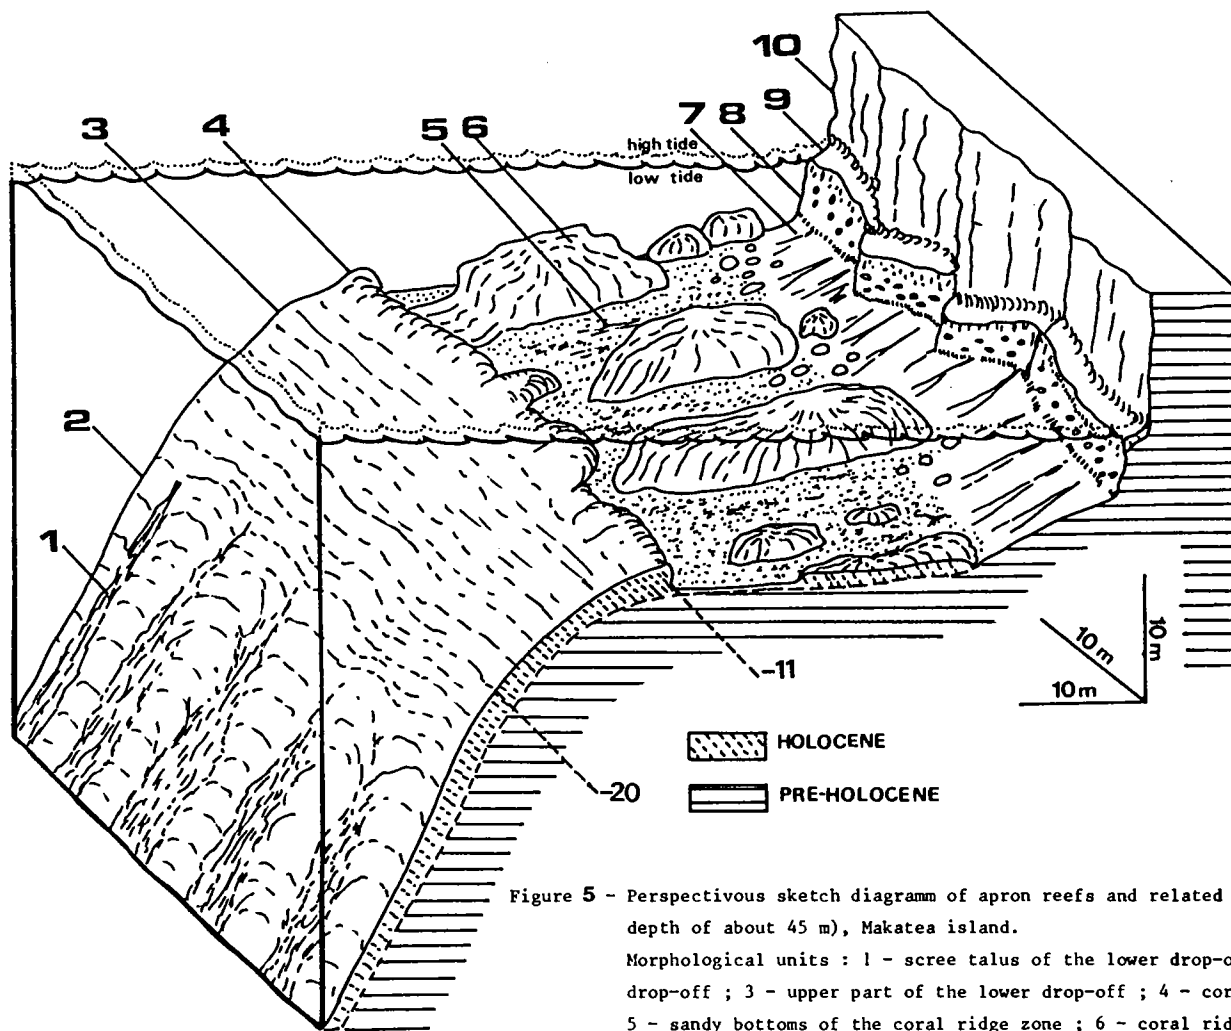 10
9
8
7
6
5
4
3
high tide
low tide
2
1
-11
10 m
10 m
10 m
-20
HOLOCENE
PRE-HOLOCENE
Figure 5 - Perspectivous sketch diagramm of apron reefs and related
depth of about 45 m), Makatea island.
Morphological units : 1 - scree talus of the lower drop-o
drop-off ; 3 - upper part of the lower drop-off ; 4 - cor
5 - sandy bottoms of the coral ridge zone ; 6 - coral rid